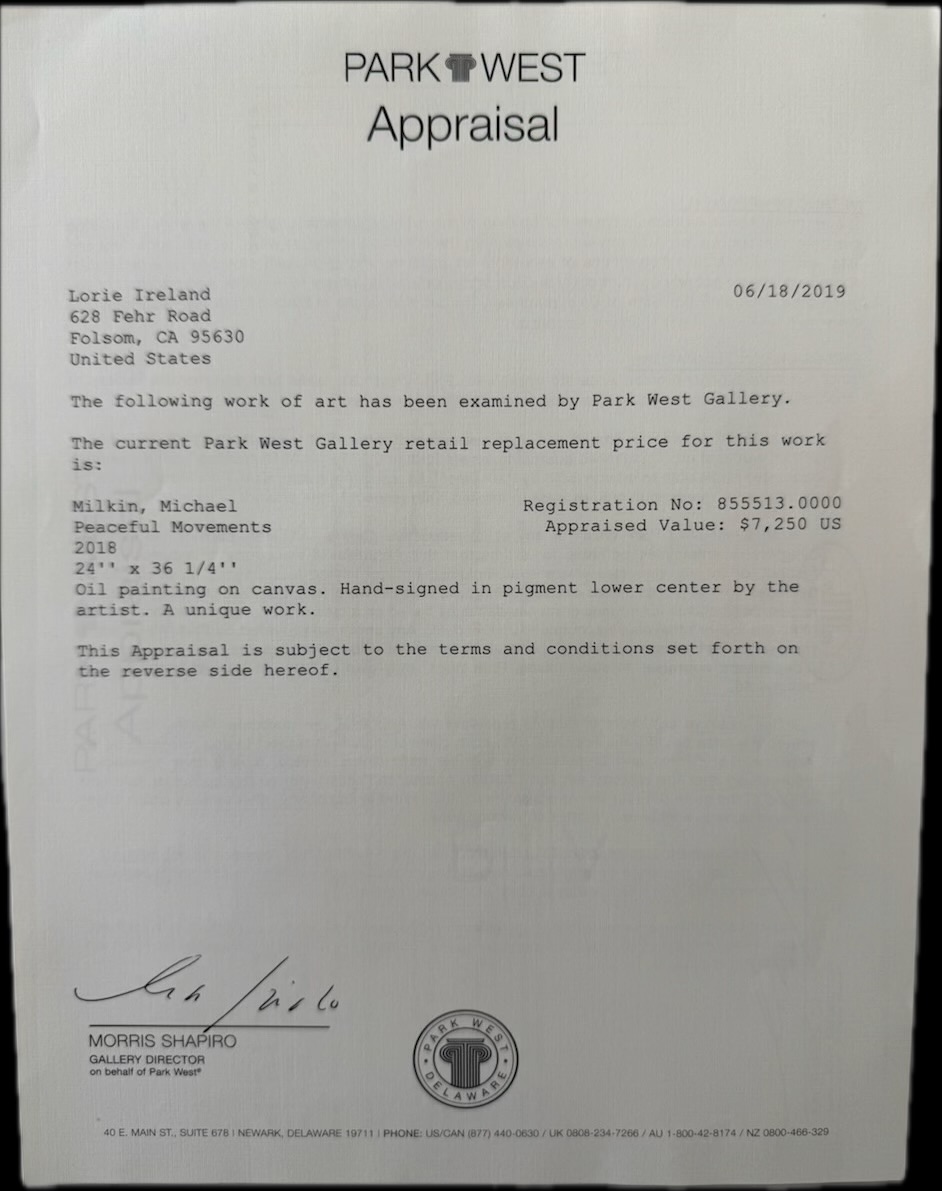 PARK WEST
Appraisal
Lorie Ireland
06/18/2019
628 Fehr Road
Folsom, CA 95630
United States
The following work of art has been examined by Park West Gallery.
The current Park West Gallery retail replacement price for this work
is:
Milkin, Michael
Registration No: 855513.0000
Peaceful Movements
Appraised Value: $7,250 US
2018
24'' x 36 1/4''
Oil painting on canvas. Hand-signed in pigment lower center by the
artist. A unique work.
This Appraisal is subject to the terms and conditions set forth on
the reverse side hereof.
MORRIS SHAPIRO
GALLERY DIRECTOR
on behalf of Park West®
PARK WEST
DELAWARE
40 E. MAIN ST., SUITE 678 | NEWARK, DELAWARE 19711 | PHONE: US/CAN (877) 440-0630 / UK 0808-234-7266 / AU 1-800-42-8174 / NZ 0800-466-329